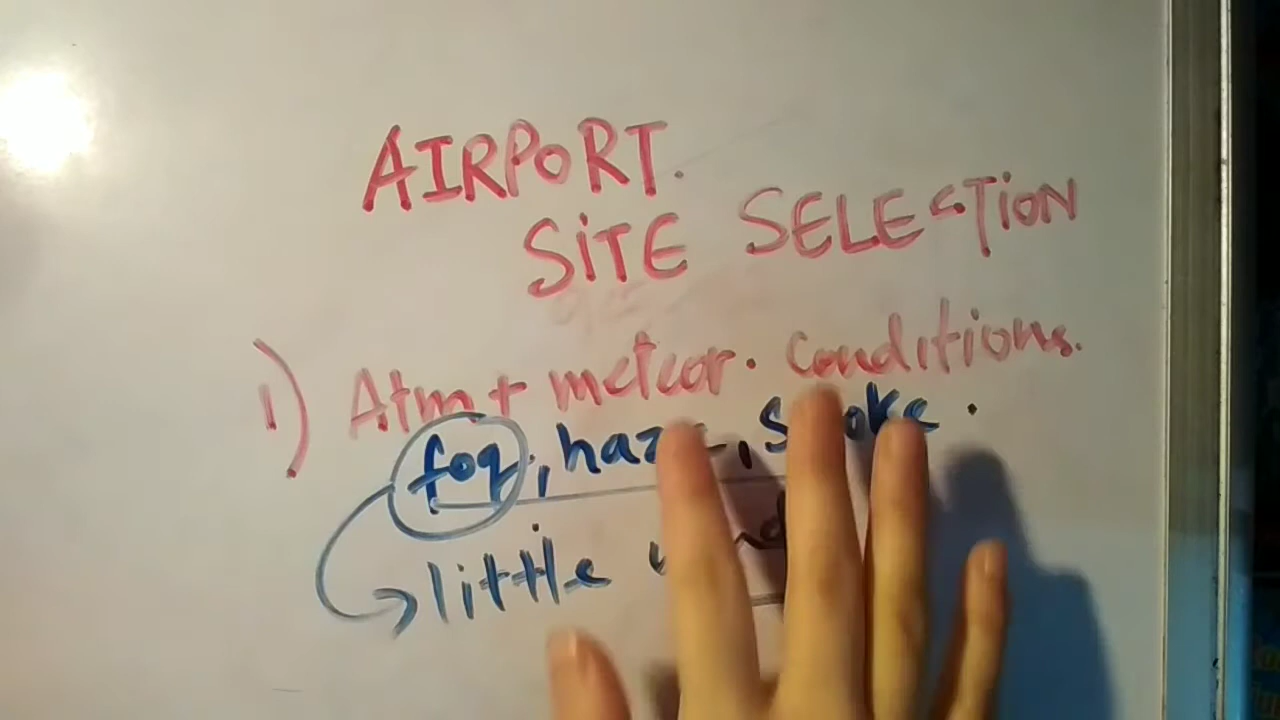 AIRPORT.
SITE SELECTION
1) Atm + meteor. Conditions.
fog, haze, smoke.
little